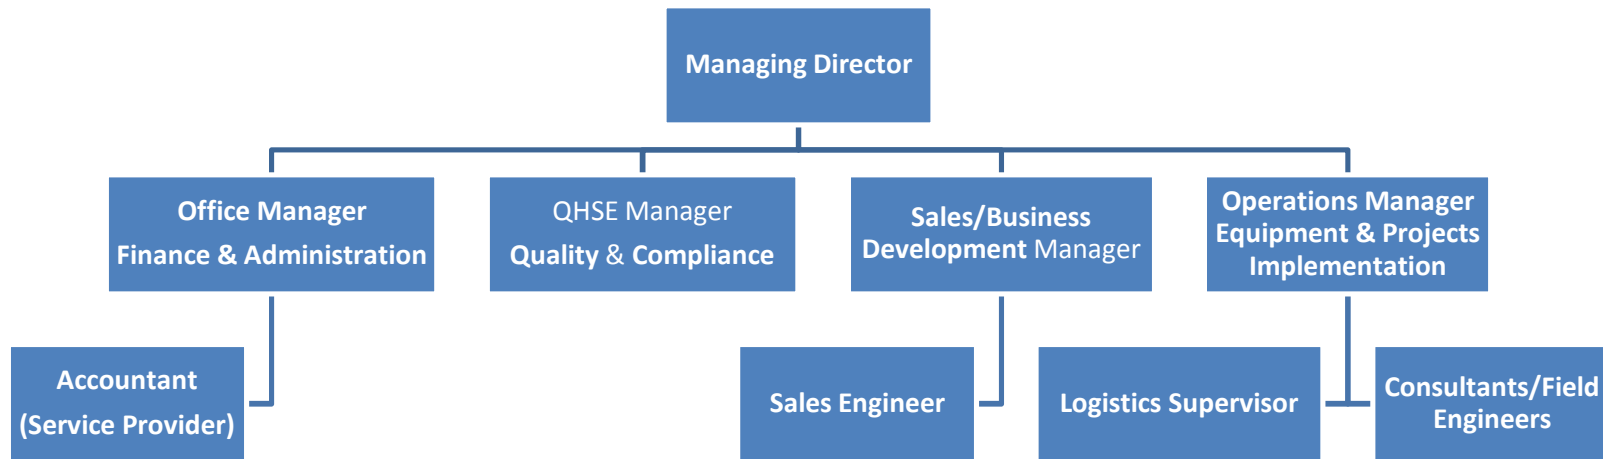 Managing Director
Office Manager
Finance & Administration
QHSE Manager
Quality & Compliance
Sales/Business
Development Manager
Operations Manager
Equipment & Projects
Implementation
Accountant
(Service Provider)
Sales Engineer
Logistics Supervisor
Consultants/Field
Engineers